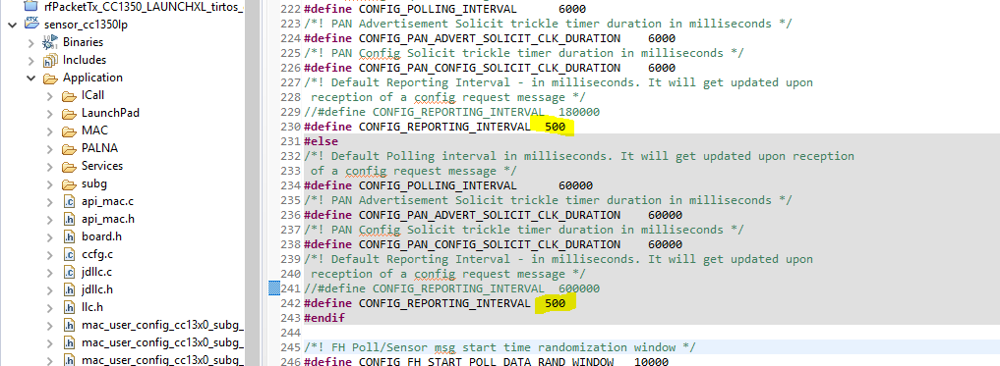 rfPacketTx_CC1350_LAUNCHXL_tirtos_
sensor_cc1350lp
Binaries
Includes
Application
ICall
LaunchPad
MAC
PALNA
Services
subg
api_mac.c
api_mac.h
board.h
ccfg.c
jdllc.c
jdllc.h
llc.h
mac_user_config_cc13x0_subg_
mac_user_config_cc13x0_subg_
mac_user_config_cc13x0_subg_
222 #define CONFIG_POLLING_INTERVAL 6000
223 /*! PAN Advertisement Solicit trickle timer duration in milliseconds */
224 #define CONFIG_PAN_ADVERT_SOLICIT_CLK_DURATION 6000
225 /*! PAN Config Solicit trickle timer duration in milliseconds */
226 #define CONFIG_PAN_CONFIG_SOLICIT_CLK_DURATION 6000
227 /*! Default Reporting Interval - in milliseconds. It will get updated upon
228 reception of a config request message */
229 //#define CONFIG_REPORTING_INTERVAL 180000
230 #define CONFIG_REPORTING_INTERVAL 500
231 #else
232 /*! Default Polling interval in milliseconds. It will get updated upon reception
233 of a config request message */
234 #define CONFIG_POLLING_INTERVAL 60000
235 /*! PAN Advertisement Solicit trickle timer duration in milliseconds */
236 #define CONFIG_PAN_ADVERT_SOLICIT_CLK_DURATION 60000
237 /*! PAN Config Solicit trickle timer duration in milliseconds */
238 #define CONFIG_PAN_CONFIG_SOLICIT_CLK_DURATION 60000
239 /*! Default Reporting Interval - in milliseconds. It will get updated upon
240 reception of a config request message */
241 //#define CONFIG_REPORTING_INTERVAL 600000
242 #define CONFIG_REPORTING_INTERVAL 500
243 #endif
244
245 /*! FH Poll/Sensor msg start time randomization window */
246 #define CONFIG_FH_START_POLL_DATA_RAND_WINDOW 10000